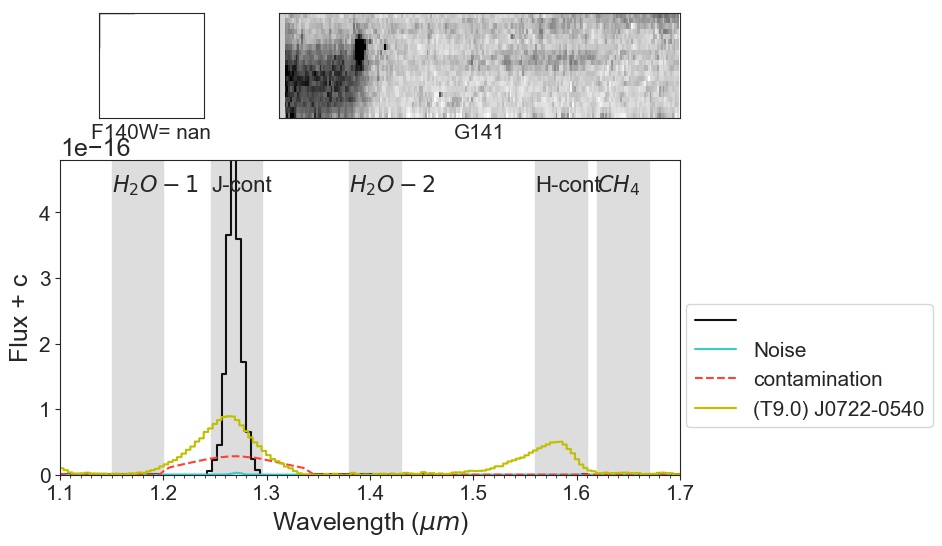 F140W= nan
G141
1e−16
H₂O − 1 J-cont H₂O − 2 H-cont CH₄
4
3
2
1
0
Flux + c
1.1 1.2 1.3 1.4 1.5 1.6 1.7
Wavelength (μm)
Noise
contamination
(T9.0) J0722-0540